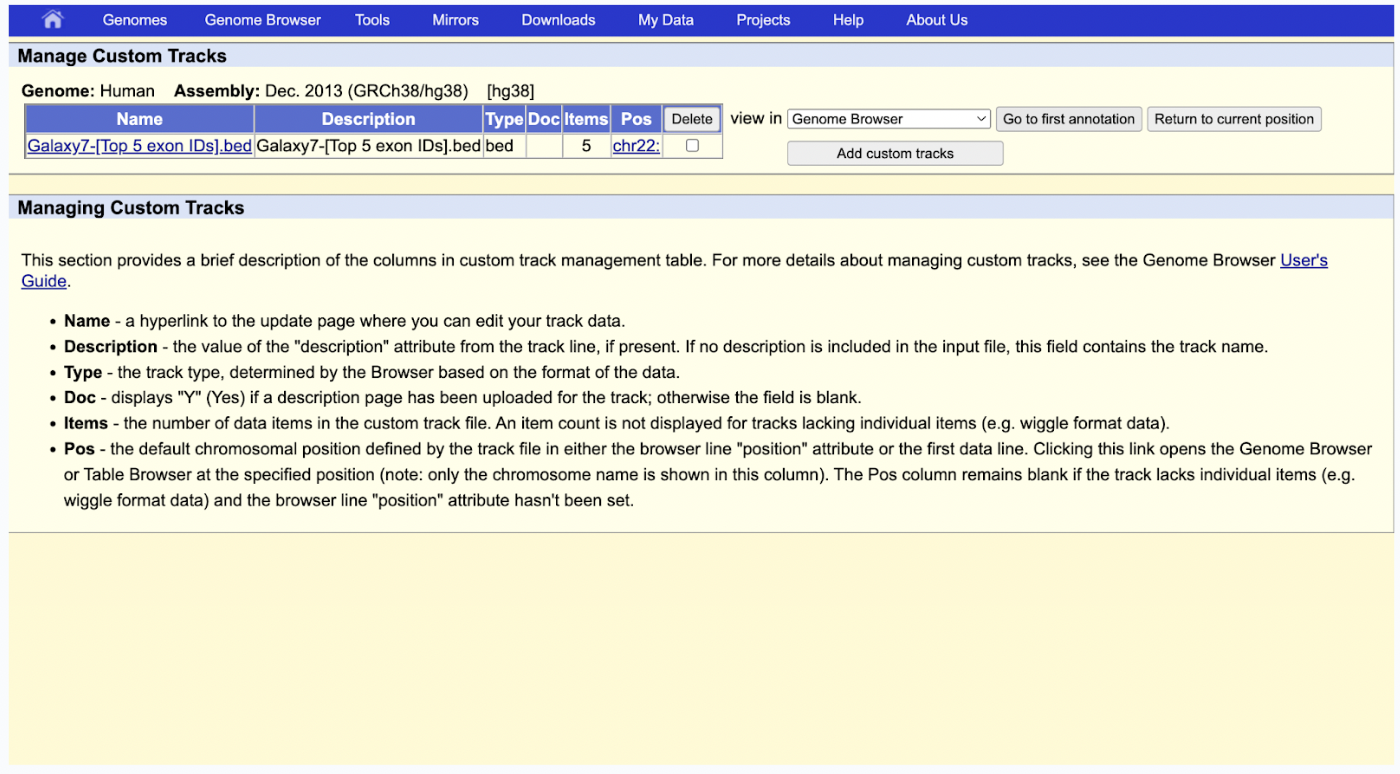 Genomes Genome Browser Tools Mirrors Downloads My Data Projects Help About Us
Manage Custom Tracks
Genome: Human Assembly: Dec. 2013 (GRCh38/hg38) [hg38]
Name Description Type Doc Items Pos Delete view in Genome Browser Go to first annotation Return to current position
Galaxy7-[Top 5 exon IDs].bed Galaxy7-[Top 5 exon IDs].bed bed 5 chr22: Add custom tracks
Managing Custom Tracks
This section provides a brief description of the columns in custom track management table. For more details about managing custom tracks, see the Genome Browser User's
Guide.
• Name - a hyperlink to the update page where you can edit your track data.
• Description - the value of the "description" attribute from the track line, if present. If no description is included in the input file, this field contains the track name.
• Type - the track type, determined by the Browser based on the format of the data.
• Doc - displays "Y" (Yes) if a description page has been uploaded for the track; otherwise the field is blank.
• Items - the number of data items in the custom track file. An item count is not displayed for tracks lacking individual items (e.g. wiggle format data).
• Pos - the default chromosomal position defined by the track file in either the browser line "position" attribute or the first data line. Clicking this link opens the Genome Browser
or Table Browser at the specified position (note: only the chromosome name is shown in this column). The Pos column remains blank if the track lacks individual items (e.g.
wiggle format data) and the browser line "position" attribute hasn't been set.